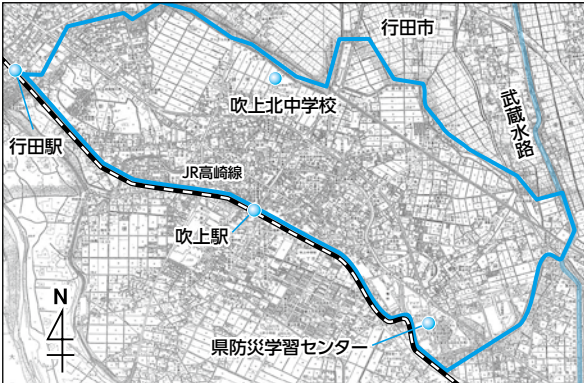 行田市
吹上北中学校
武蔵水路
行田駅
JR高崎線
吹上駅
県防災学習センター
N